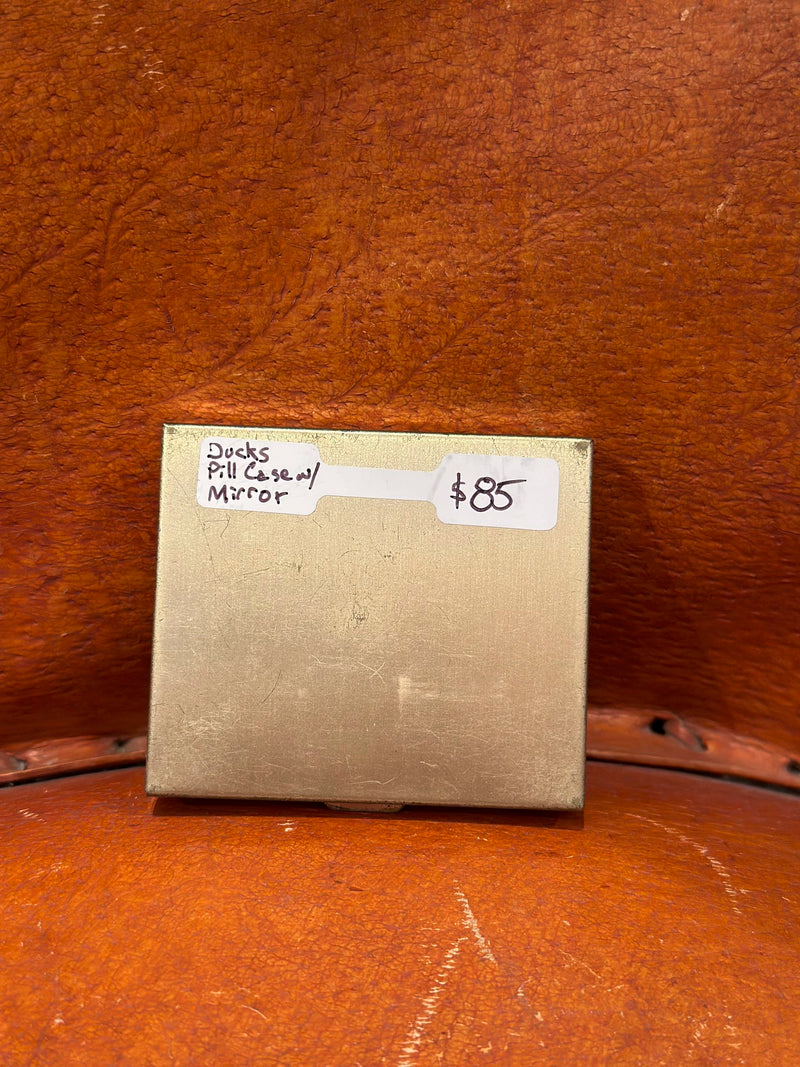 Ducks
Pill Case w/
Mirror
$85